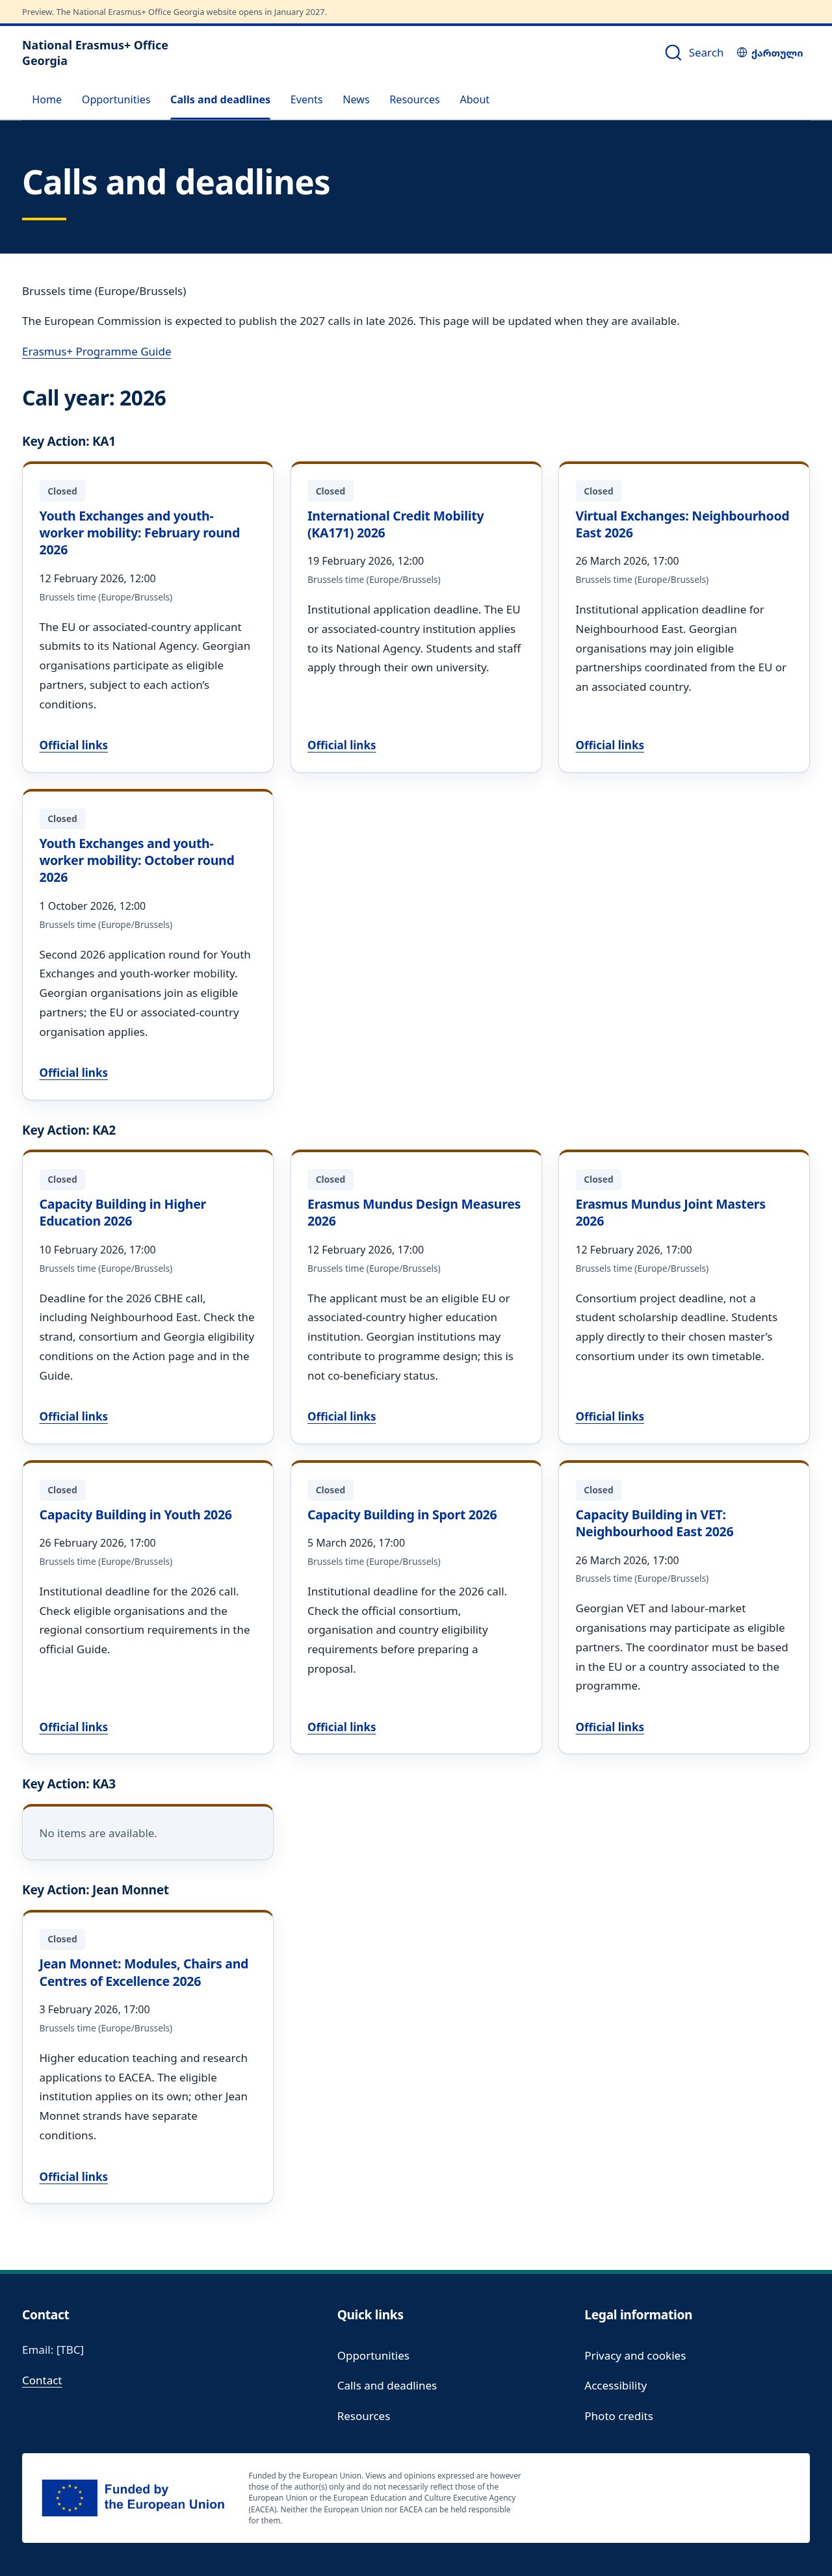 Preview. The National Erasmus+ Office Georgia website opens in January 2027.
National Erasmus+ Office
Georgia
Search
ქართული
Home
Opportunities
Calls and deadlines
Events
News
Resources
About
Calls and deadlines
Brussels time (Europe/Brussels)
The European Commission is expected to publish the 2027 calls in late 2026. This page will be updated when they are available.
Erasmus+ Programme Guide
Call year: 2026
Key Action: KA1
Closed
Youth Exchanges and youth-
worker mobility: February round
2026
12 February 2026, 12:00
Brussels time (Europe/Brussels)
The EU or associated-country applicant
submits to its National Agency. Georgian
organisations participate as eligible
partners, subject to each action’s
conditions.
Official links
Closed
International Credit Mobility
(KA171) 2026
19 February 2026, 12:00
Brussels time (Europe/Brussels)
Institutional application deadline. The EU
or associated-country institution applies
to its National Agency. Students and staff
apply through their own university.
Official links
Closed
Virtual Exchanges: Neighbourhood
East 2026
26 March 2026, 17:00
Brussels time (Europe/Brussels)
Institutional application deadline for
Neighbourhood East. Georgian
organisations may join eligible
partnerships coordinated from the EU or
an associated country.
Official links
Closed
Youth Exchanges and youth-
worker mobility: October round
2026
1 October 2026, 12:00
Brussels time (Europe/Brussels)
Second 2026 application round for Youth
Exchanges and youth-worker mobility.
Georgian organisations join as eligible
partners; the EU or associated-country
organisation applies.
Official links
Key Action: KA2
Closed
Capacity Building in Higher
Education 2026
10 February 2026, 17:00
Brussels time (Europe/Brussels)
Deadline for the 2026 CBHE call,
including Neighbourhood East. Check the
strand, consortium and Georgia eligibility
conditions on the Action page and in the
Guide.
Official links
Closed
Erasmus Mundus Design Measures
2026
12 February 2026, 17:00
Brussels time (Europe/Brussels)
The applicant must be an eligible EU or
associated-country higher education
institution. Georgian institutions may
contribute to programme design; this is
not co-beneficiary status.
Official links
Closed
Erasmus Mundus Joint Masters
2026
12 February 2026, 17:00
Brussels time (Europe/Brussels)
Consortium project deadline, not a
student scholarship deadline. Students
apply directly to their chosen master’s
consortium under its own timetable.
Official links
Closed
Capacity Building in Youth 2026
26 February 2026, 17:00
Brussels time (Europe/Brussels)
Institutional deadline for the 2026 call.
Check eligible organisations and the
regional consortium requirements in the
official Guide.
Official links
Closed
Capacity Building in Sport 2026
5 March 2026, 17:00
Brussels time (Europe/Brussels)
Institutional deadline for the 2026 call.
Check the official consortium,
organisation and country eligibility
requirements before preparing a
proposal.
Official links
Closed
Capacity Building in VET:
Neighbourhood East 2026
26 March 2026, 17:00
Brussels time (Europe/Brussels)
Georgian VET and labour-market
organisations may participate as eligible
partners. The coordinator must be based
in the EU or a country associated to the
programme.
Official links
Key Action: KA3
No items are available.
Key Action: Jean Monnet
Closed
Jean Monnet: Modules, Chairs and
Centres of Excellence 2026
3 February 2026, 17:00
Brussels time (Europe/Brussels)
Higher education teaching and research
applications to EACEA. The eligible
institution applies on its own; other Jean
Monnet strands have separate
conditions.
Official links
Contact
Email: [TBC]
Contact
Quick links
Opportunities
Calls and deadlines
Resources
Legal information
Privacy and cookies
Accessibility
Photo credits
Funded by
the European Union
Funded by the European Union. Views and opinions expressed are however
those of the author(s) only and do not necessarily reflect those of the
European Union or the European Education and Culture Executive Agency
(EACEA). Neither the European Union nor EACEA can be held responsible
for them.